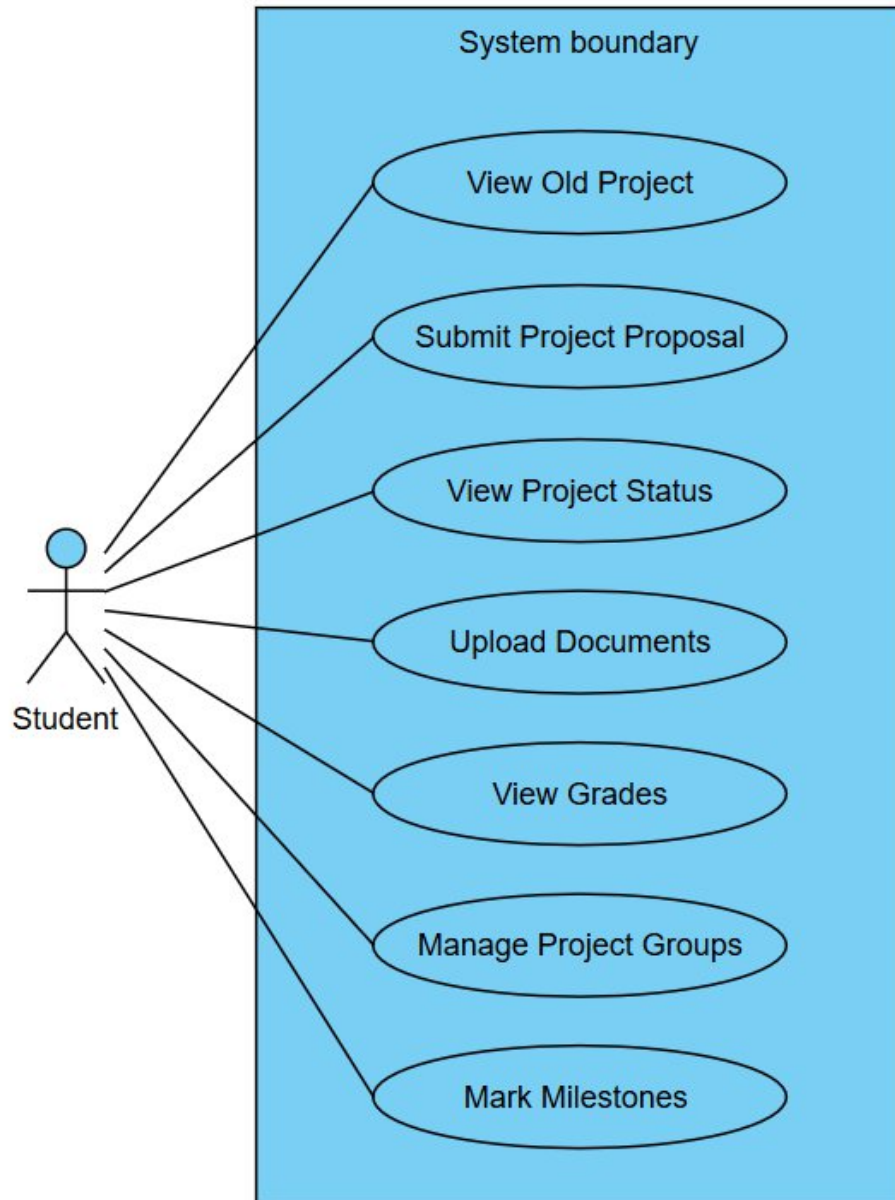 System boundary
View Old Project
Submit Project Proposal
View Project Status
Upload Documents
Student
View Grades
Manage Project Groups
Mark Milestones